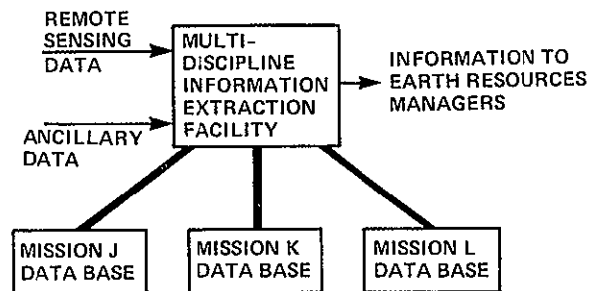 REMOTE
SENSING
DATA
ANCILLARY
DATA
MULTI-
DISCIPLINE
INFORMATION
EXTRACTION
FACILITY
INFORMATION TO
EARTH RESOURCES
MANAGERS
MISSION J
DATA BASE
MISSION K
DATA BASE
MISSION L
DATA BASE